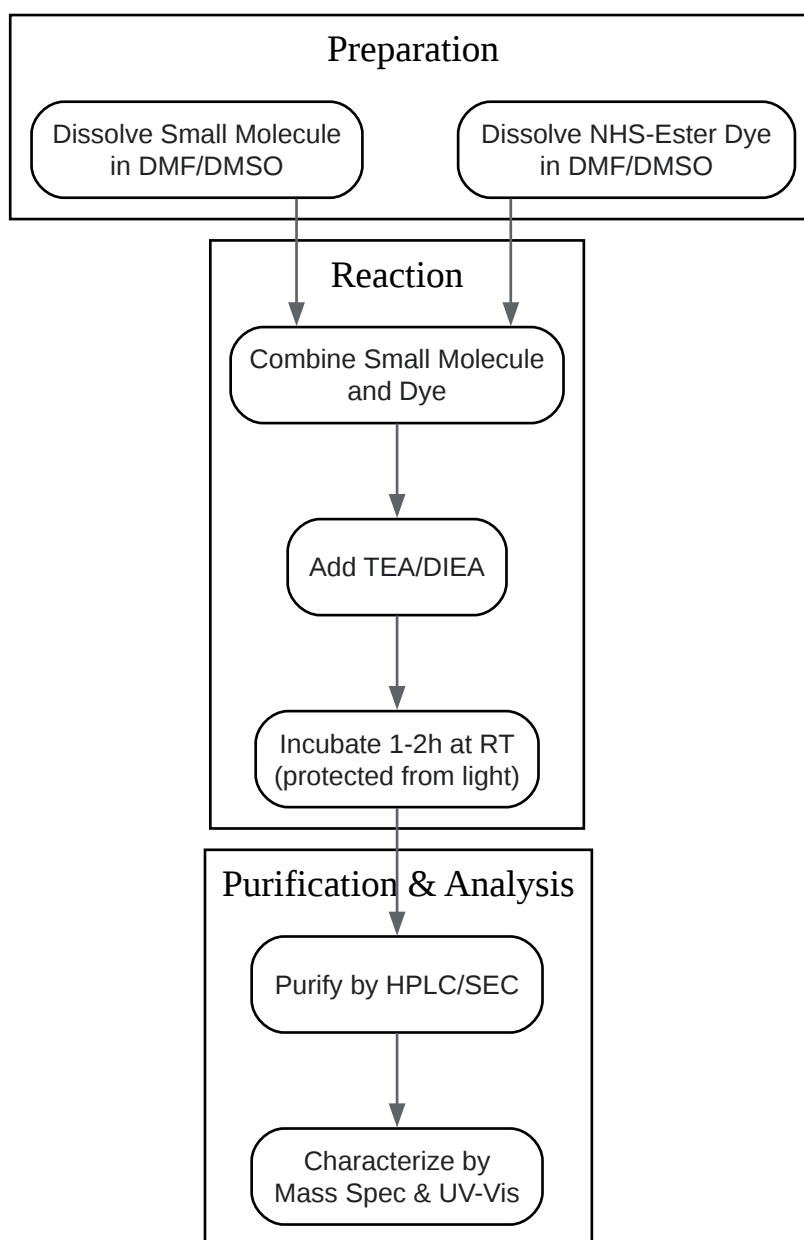 Preparation
Dissolve Small Molecule
in DMF/DMSO
Dissolve NHS-Ester Dye
in DMF/DMSO
Reaction
Combine Small Molecule
and Dye
Add TEA/DIEA
Incubate 1-2h at RT
(protected from light)
Purification & Analysis
Purify by HPLC/SEC
Characterize by
Mass Spec & UV-Vis